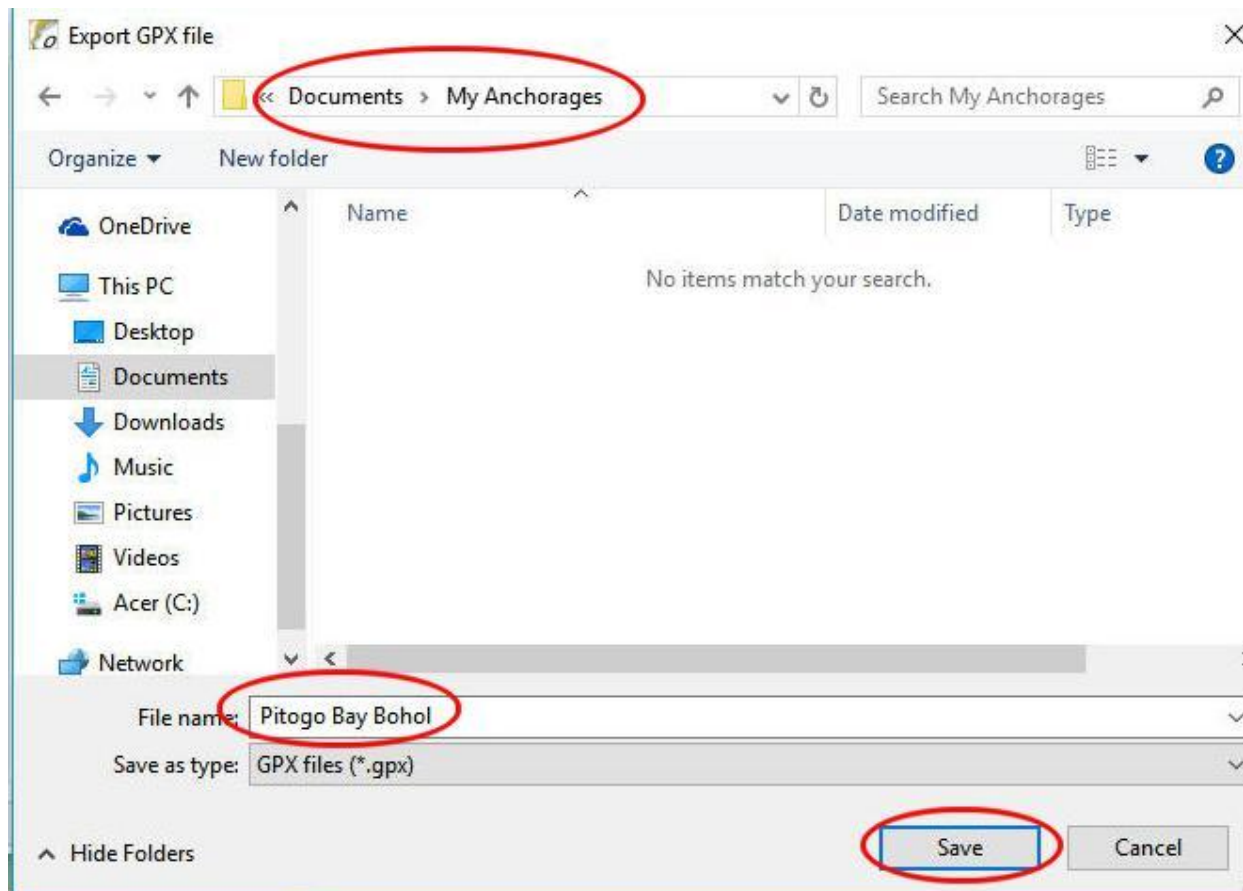 Export GPX file
« Documents > My Anchorages
Search My Anchorages
Organize
New folder
Name
Date modified
Type
No items match your search.
OneDrive
This PC
Desktop
Documents
Downloads
Music
Pictures
Videos
Acer (C:)
Network
File name: Pitogo Bay Bohol
Save as type: GPX files (*.gpx)
Hide Folders
Save
Cancel